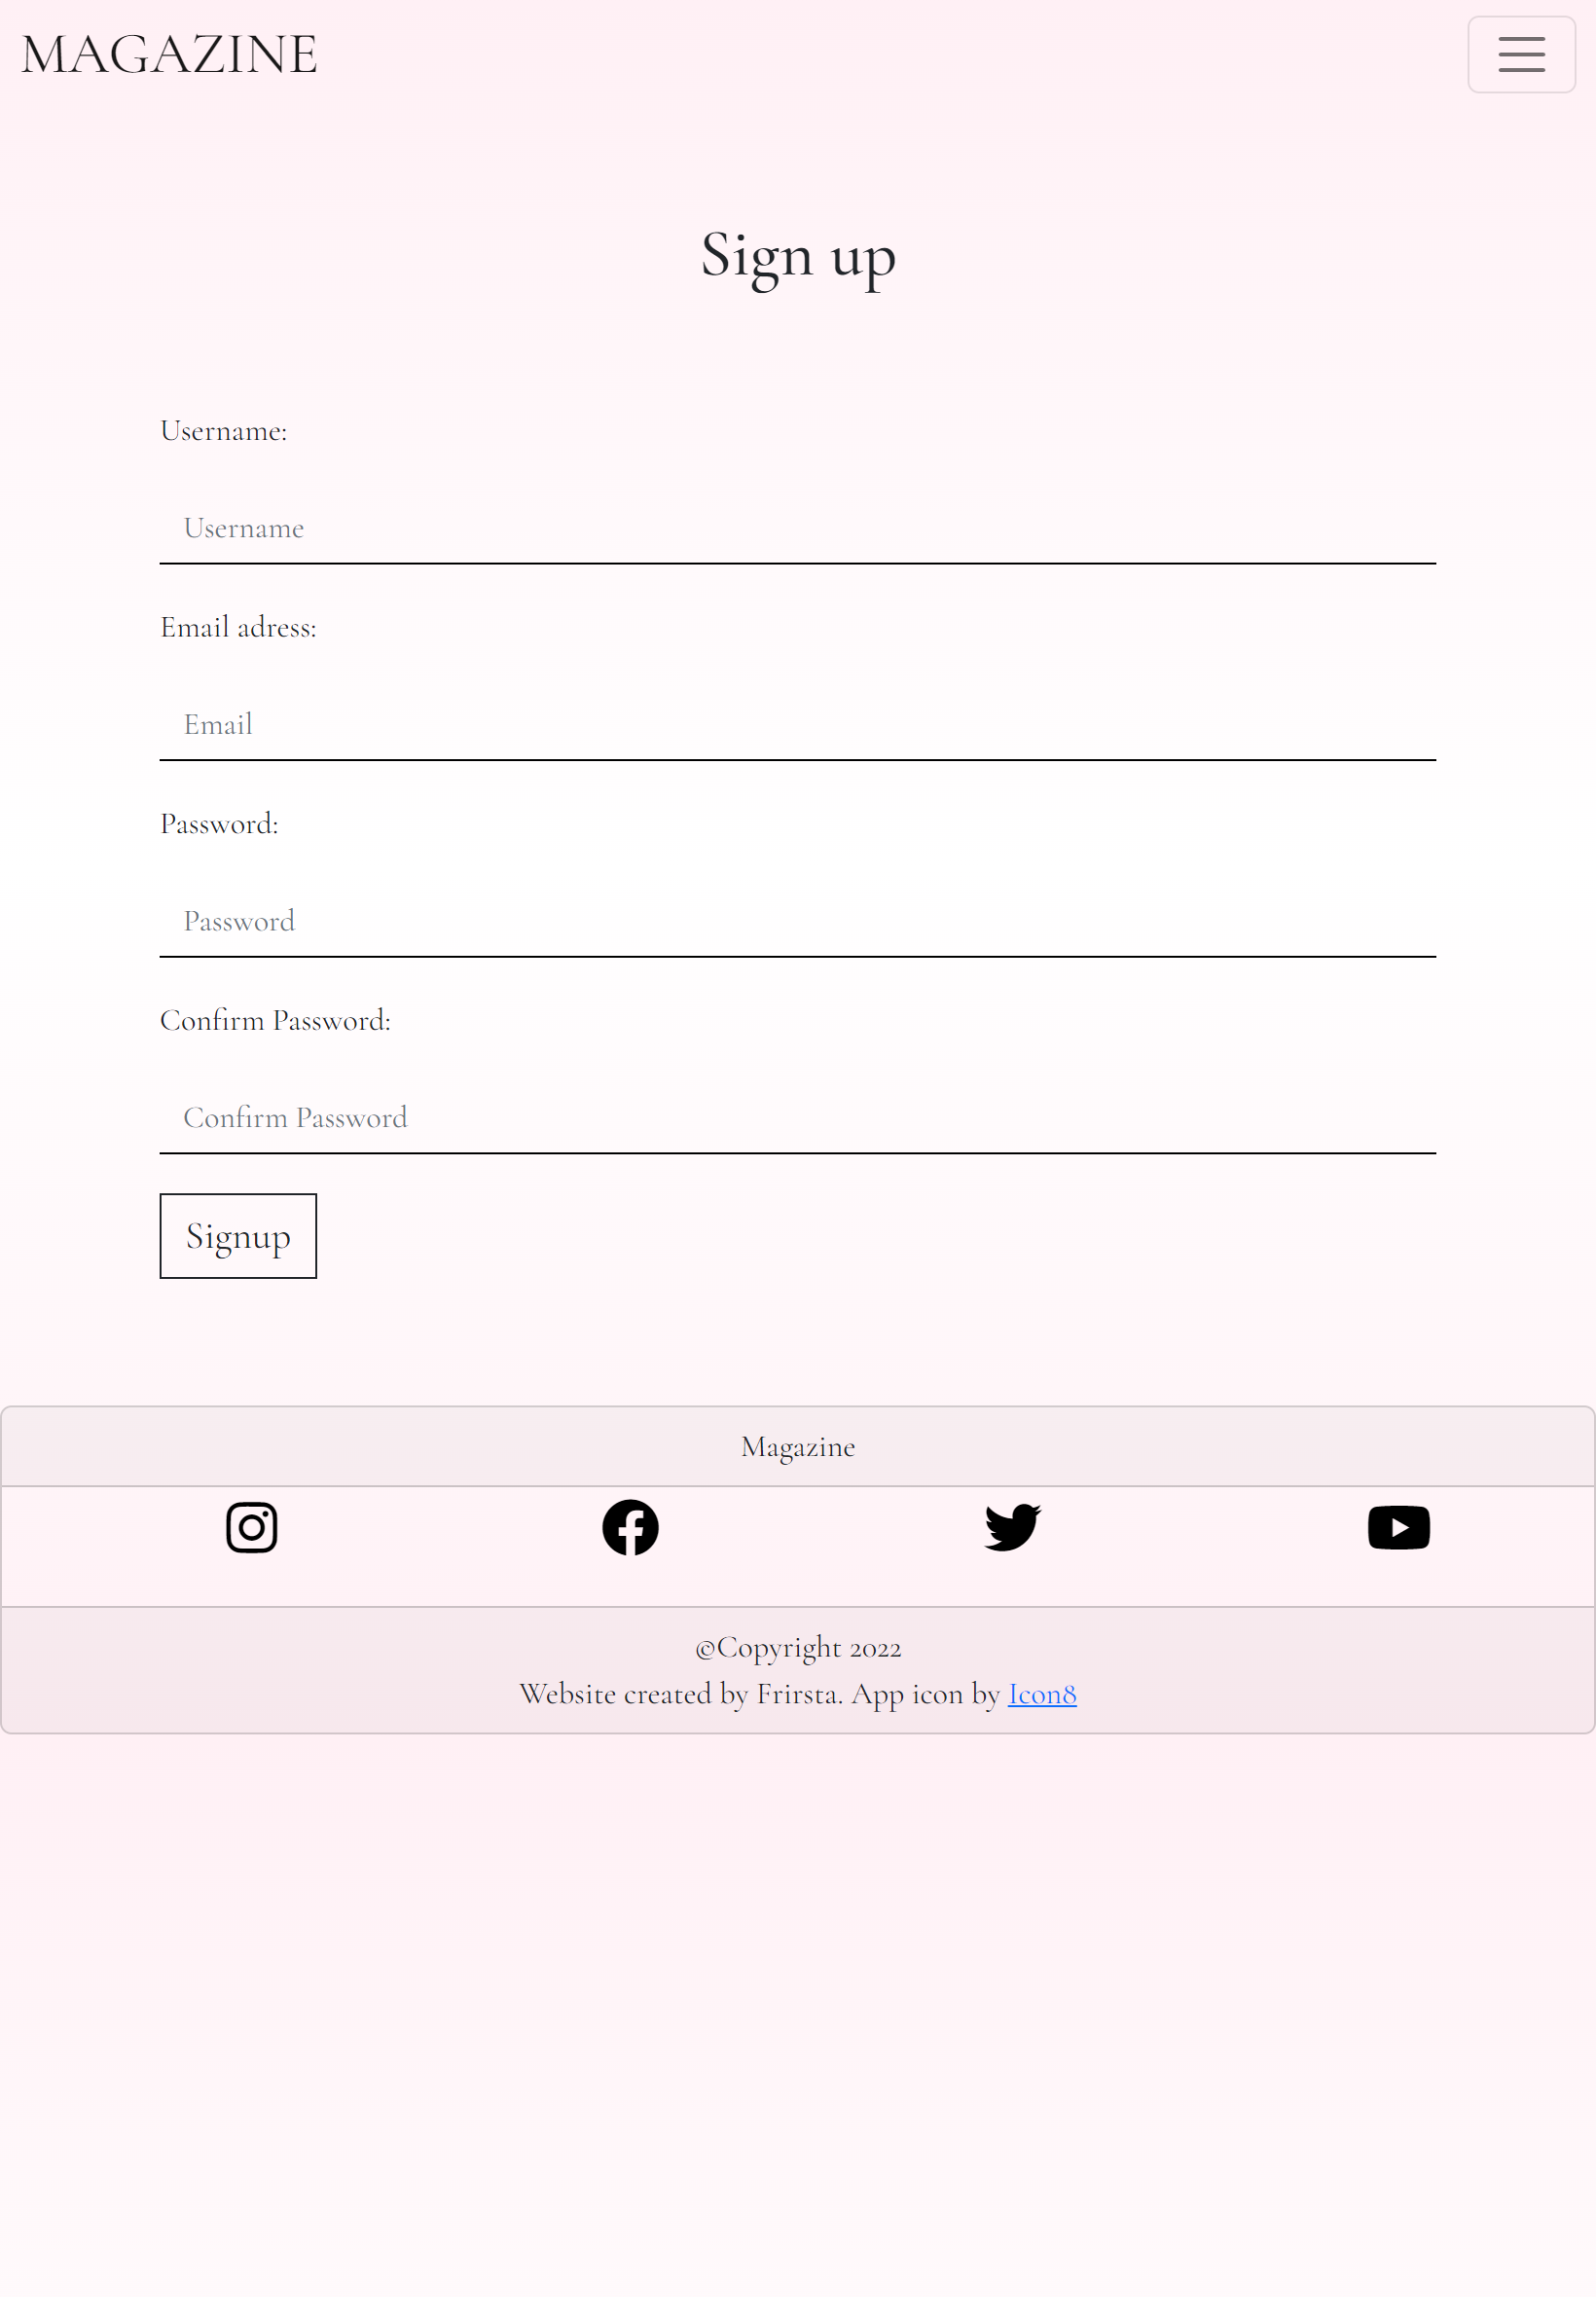 MAGAZINE
Sign up
Username:
Username
Email adress:
Email
Password:
Password
Confirm Password:
Confirm Password
Signup
Magazine
©Copyright 2022
Website created by Frirsta. App icon by Icon8